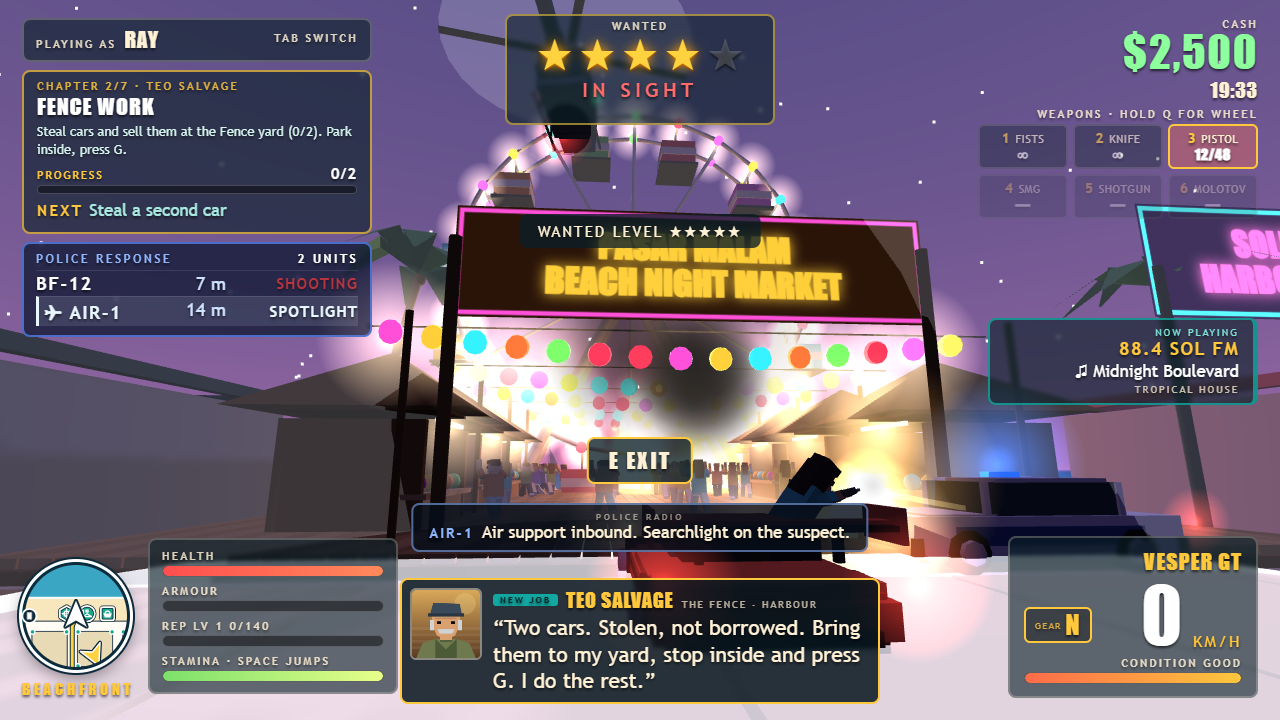 PLAYING AS RAY
TAB SWITCH
CHAPTER 2/7 · TEO SALVAGE
FENCE WORK
Steal cars and sell them at the Fence yard (0/2). Park
inside, press G.
PROGRESS 0/2
NEXT Steal a second car
POLICE RESPONSE 2 UNITS
BF-12 7 m SHOOTING
AIR-1 14 m SPOTLIGHT
WANTED
IN SIGHT
WANTED LEVEL ★★★★★
PASAR MALAM
BEACH NIGHT MARKET
CASH
$2,500
19:33
WEAPONS · HOLD Q FOR WHEEL
1 FISTS
∞
2 KNIFE
∞
3 PISTOL
12/48
4 SMG
—
5 SHOTGUN
—
6 MOLOTOV
—
NOW PLAYING
88.4 SOL FM
♫ Midnight Boulevard
TROPICAL HOUSE
E EXIT
POLICE RADIO
AIR-1 Air support inbound. Searchlight on the suspect.
NEW JOB TEO SALVAGE THE FENCE · HARBOUR
“Two cars. Stolen, not borrowed. Bring
them to my yard, stop inside and press
G. I do the rest.”
BEACHFRONT
HEALTH
ARMOUR
REP LV 1 0/140
STAMINA · SPACE JUMPS
VESPER GT
GEAR N
0 KM/H
CONDITION GOOD